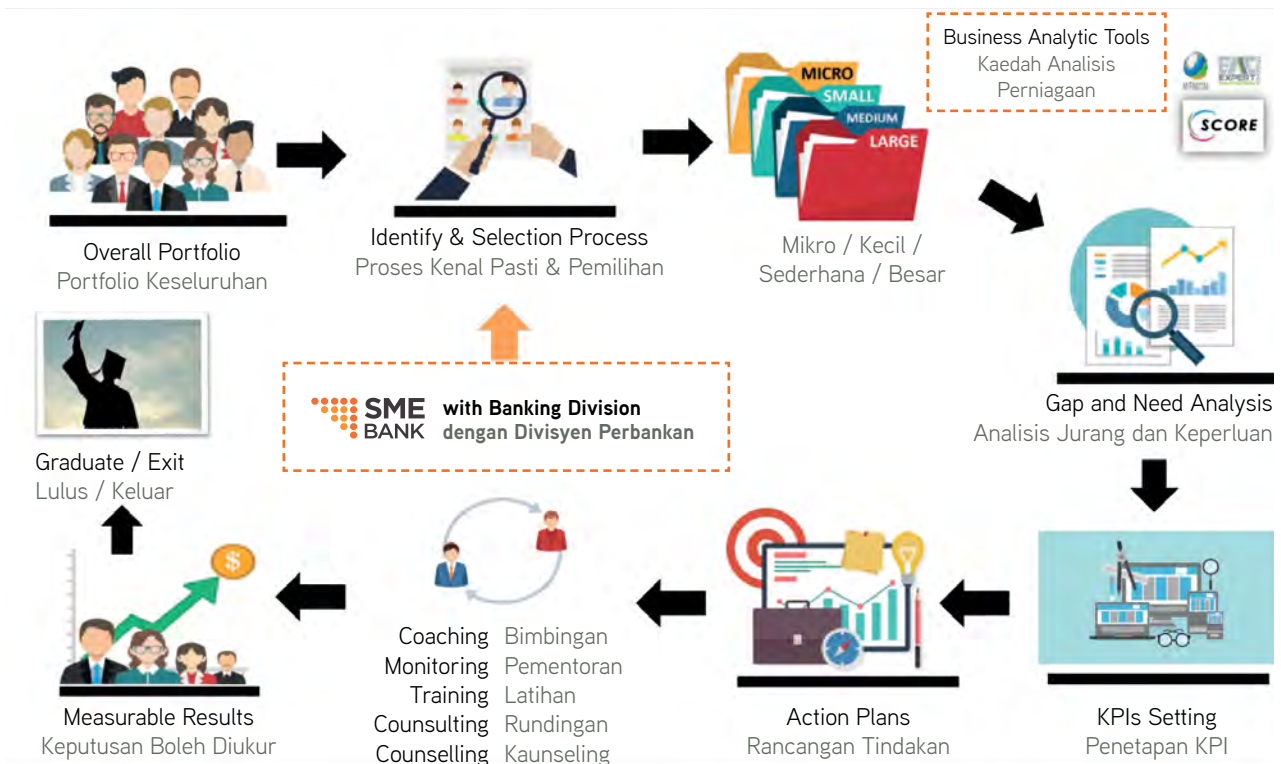 Business Analytic Tools
Kaedah Analisis
Perniagaan
EXPERT
SCORE
MICRO
SMALL
MEDIUM
LARGE
Overall Portfolio
Portfolio Keseluruhan
Identify & Selection Process
Proses Kenal Pasti & Pemilihan
Mikro / Kecil /
Sederhana / Besar
Gap and Need Analysis
Analisis Jurang dan Keperluan
SME
BANK
with Banking Division
dengan Divisyen Perbankan
Graduate / Exit
Lulus / Keluar
$
Coaching Bimbingan
Monitoring Pementoran
Training Latihan
Counsulting Rundingan
Counselling Kaunseling
Measurable Results
Keputusan Boleh Diukur
Action Plans
Rancangan Tindakan
KPIs Setting
Penetapan KPI